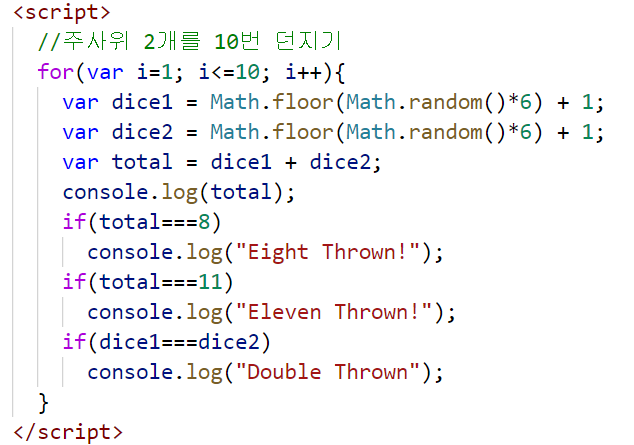 <script>
//주사위 2개를 10번 던지기
for(var i=1; i<=10; i++){
var dice1 = Math.floor(Math.random()*6) + 1;
var dice2 = Math.floor(Math.random()*6) + 1;
var total = dice1 + dice2;
console.log(total);
if(total===8)
console.log("Eight Thrown!");
if(total===11)
console.log("Eleven Thrown!");
if(dice1===dice2)
console.log("Double Thrown");
}
</script>